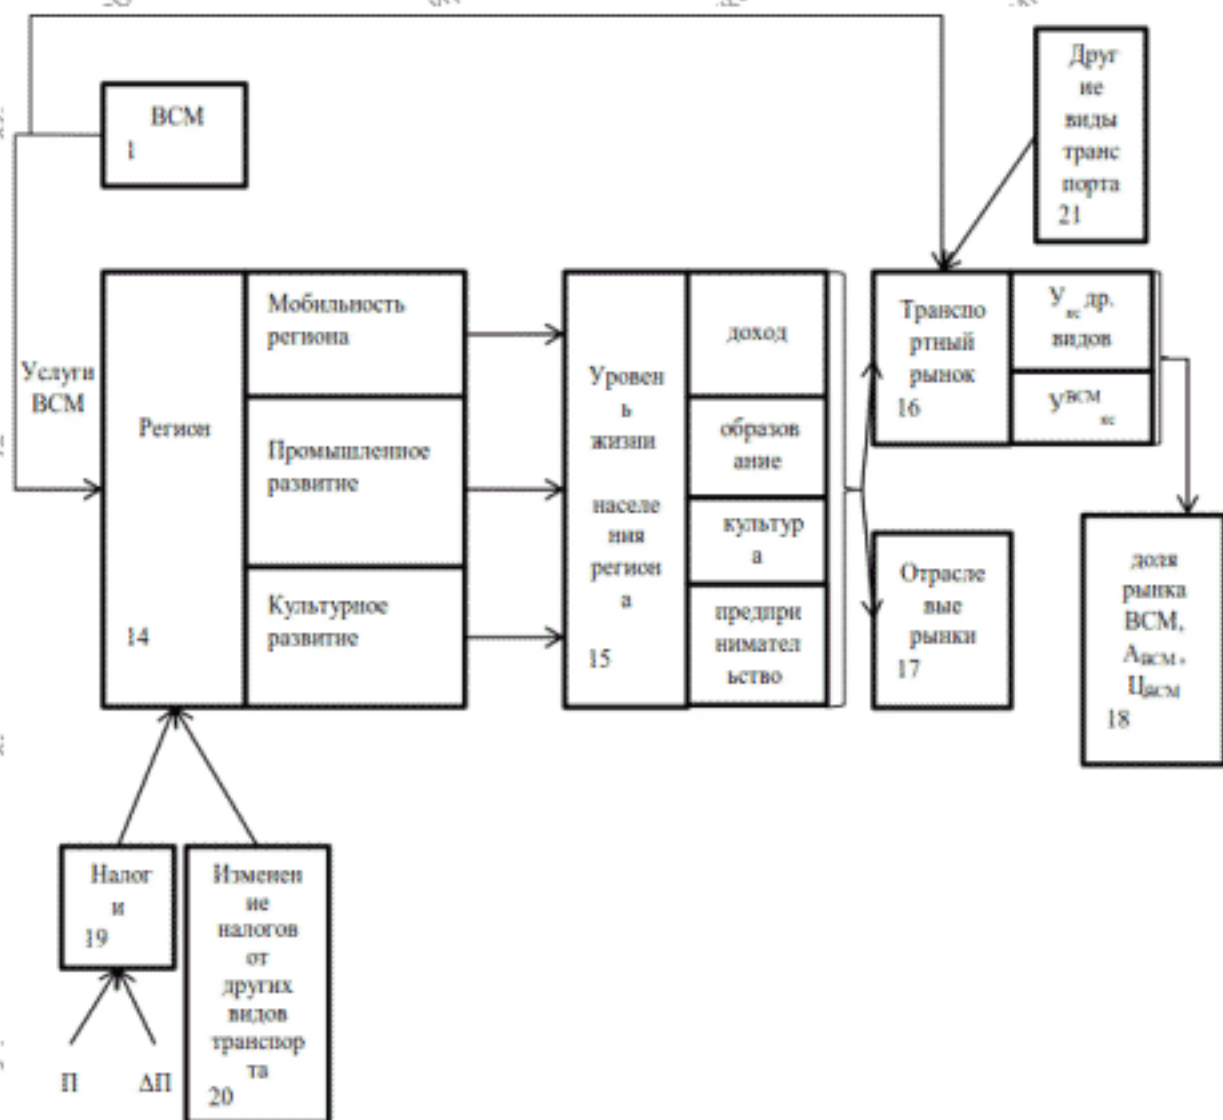 ВСМ
1
Друг
ие
виды
транс
порта
21
Услуги
ВСМ
Регион
14
Мобильность
региона
Промышленное
развитие
Культурное
развитие
Уровен
ь
жизни
населе
ния
регион
а
15
доход
образов
ание
культур
а
предпри
нимател
ьство
Транспо
ртный
рынок
16
У др.
видов
У ВСМ
Отрасле
вые
рынки
17
доля
рынка
ВСМ,
АВСМ,
ЦВСМ
18
Налог
и
19
Изменен
ие
налогов
от
других
видов
транспор
та
20
П
ΔП